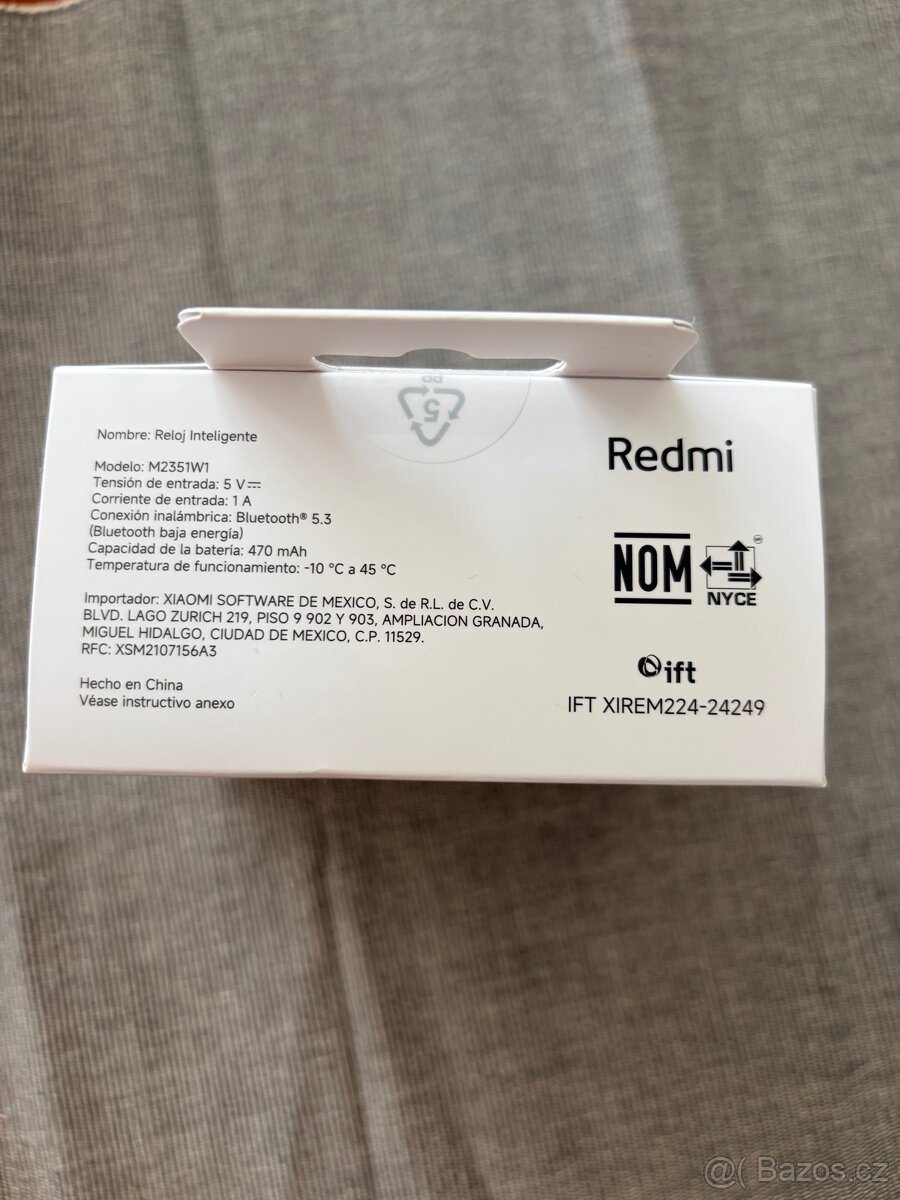 PP
5
Nombre: Reloj Inteligente
Modelo: M2351W1
Tensión de entrada: 5 V⎓
Corriente de entrada: 1 A
Conexión inalámbrica: Bluetooth® 5.3
(Bluetooth baja energía)
Capacidad de la batería: 470 mAh
Temperatura de funcionamiento: -10 °C a 45 °C
Importador: XIAOMI SOFTWARE DE MEXICO, S. de R.L. de C.V.
BLVD. LAGO ZURICH 219, PISO 9 902 Y 903, AMPLIACION GRANADA,
MIGUEL HIDALGO, CIUDAD DE MEXICO, C.P. 11529.
RFC: XSM2107156A3
Hecho en China
Véase instructivo anexo
Redmi
NOM
NYCE
ift
IFT XIREM224-24249
@( Bazos.cz